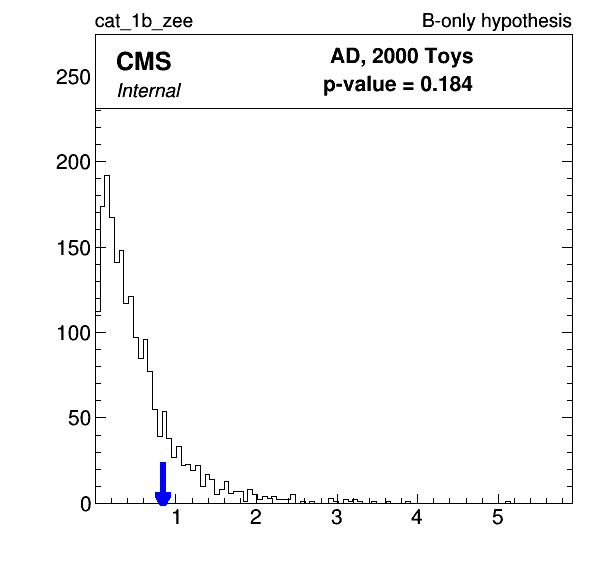 cat_1b_zee B-only hypothesis
CMS AD, 2000 Toys
Internal p-value = 0.184
250
200
150
100
50
0
1 2 3 4 5